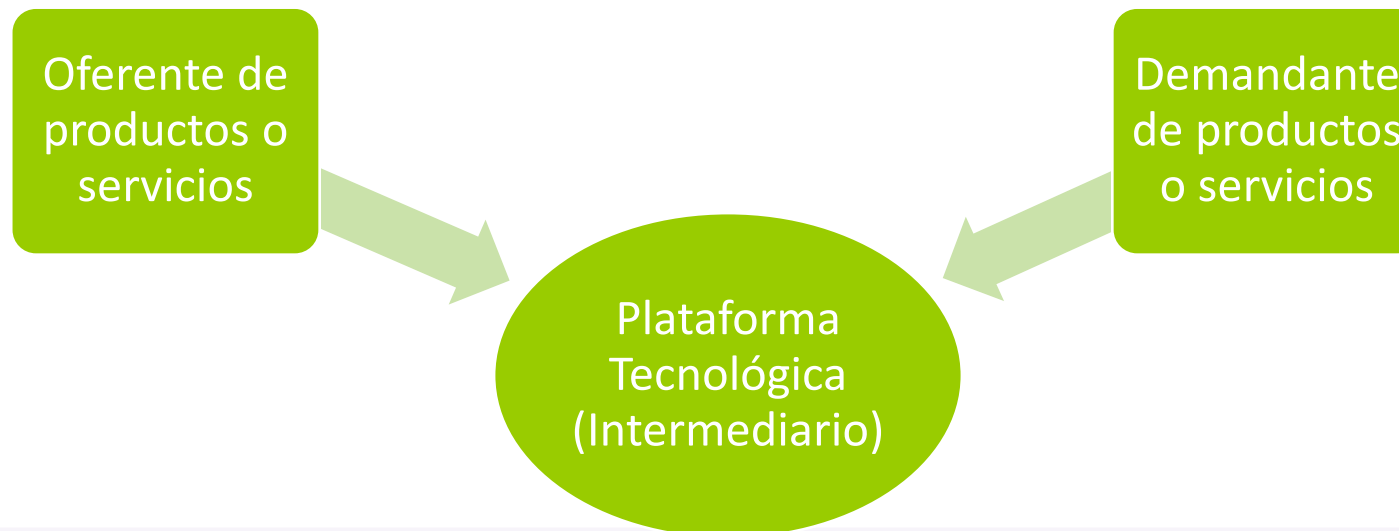 Oferente de
productos o
servicios
Demandante
de productos
o servicios
Plataforma
Tecnológica
(Intermediario)